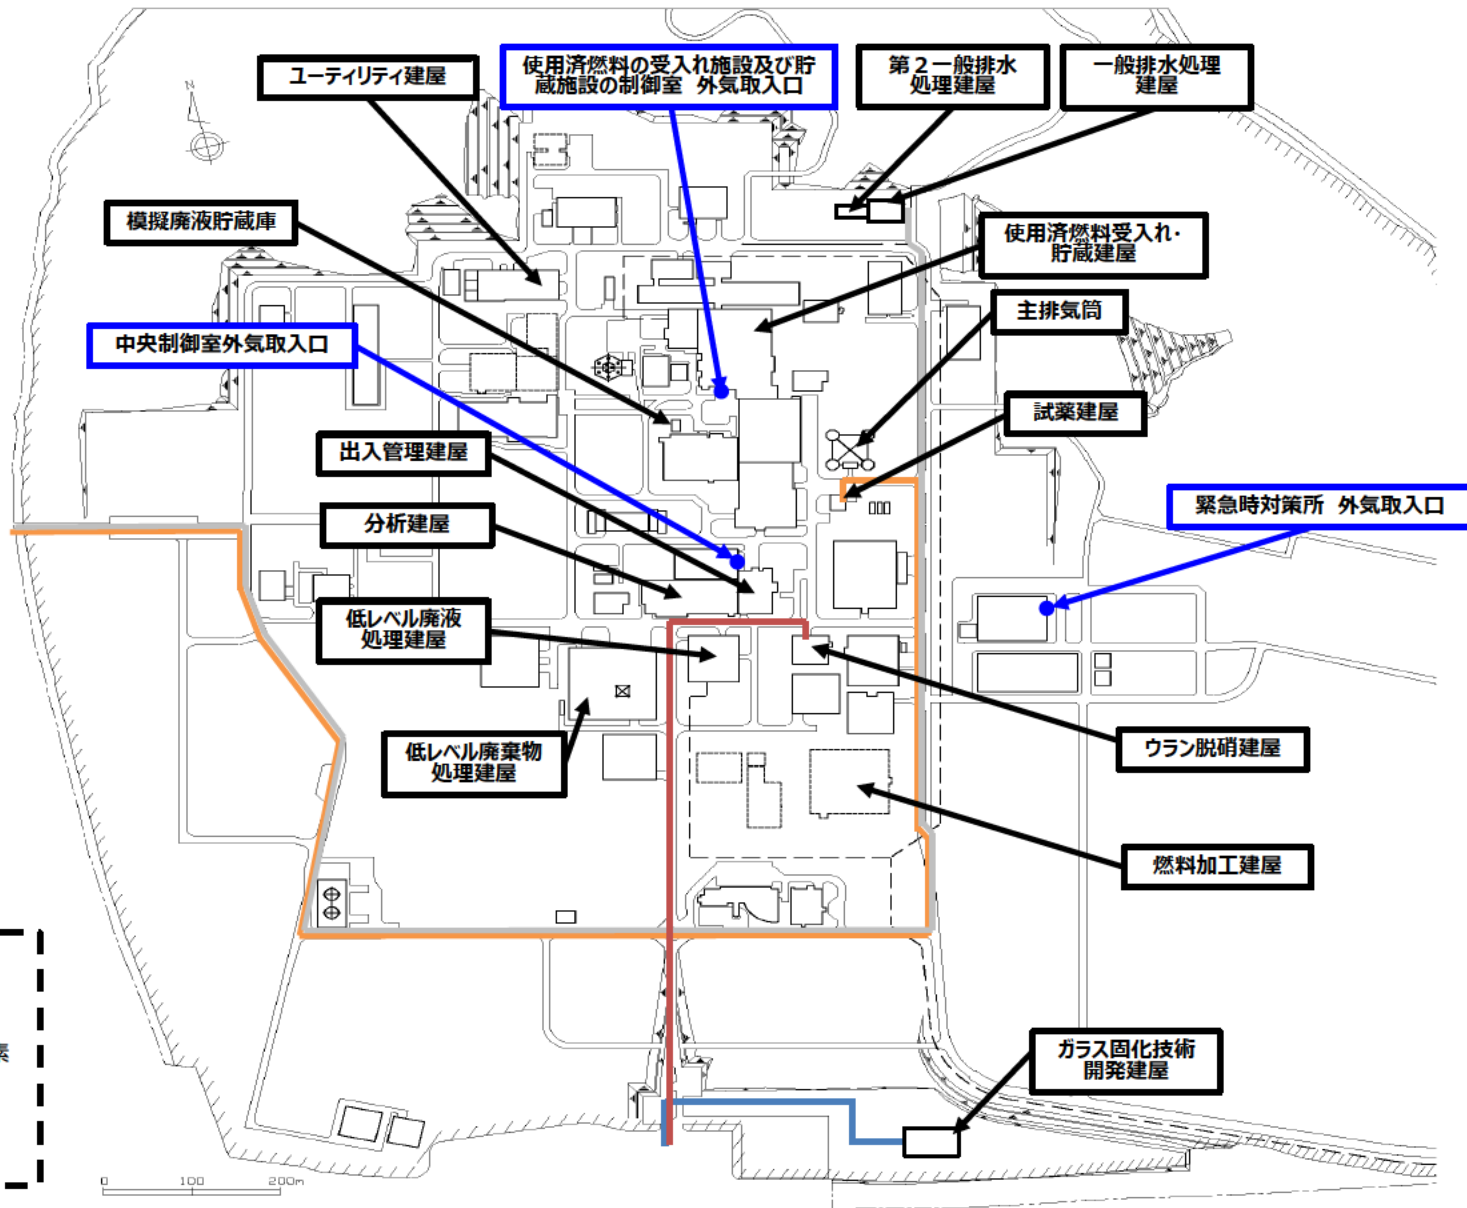 ユーティリティ建屋
使用済燃料の受入れ施設及び貯
蔵施設の制御室 外気取入口
第２一般排水
処理建屋
一般排水処理
建屋
N
模擬廃液貯蔵庫
使用済燃料受入れ・
貯蔵建屋
主排気筒
中央制御室外気取入口
試薬建屋
出入管理建屋
緊急時対策所 外気取入口
分析建屋
低レベル廃液
処理建屋
ウラン脱硝建屋
低レベル廃棄物
処理建屋
燃料加工建屋
ガラス固化技術
開発建屋
素
0 100 200m